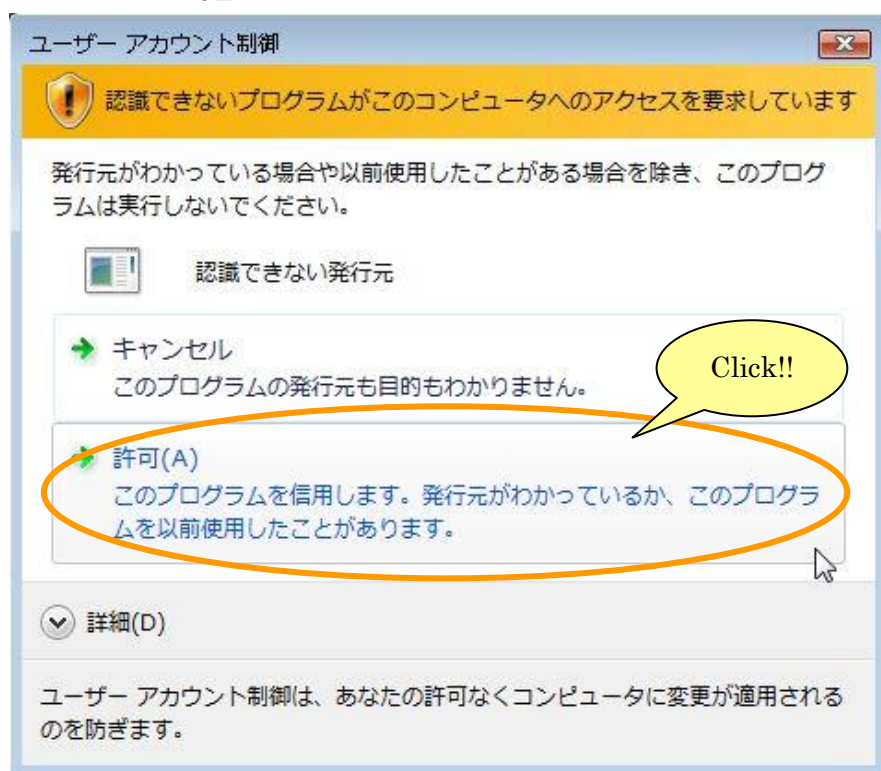 ユーザー アカウント制御
認識できないプログラムがこのコンピュータへのアクセスを要求しています
発行元がわかっている場合や以前使用したことがある場合を除き、このプログ
ラムは実行しないでください。
認識できない発行元
キャンセル
このプログラムの発行元も目的もわかりません。
Click!!
許可(A)
このプログラムを信用します。発行元がわかっているか、このプログラ
ムを以前使用したことがあります。
詳細(D)
ユーザー アカウント制御は、あなたの許可なくコンピュータに変更が適用される
のを防ぎます。